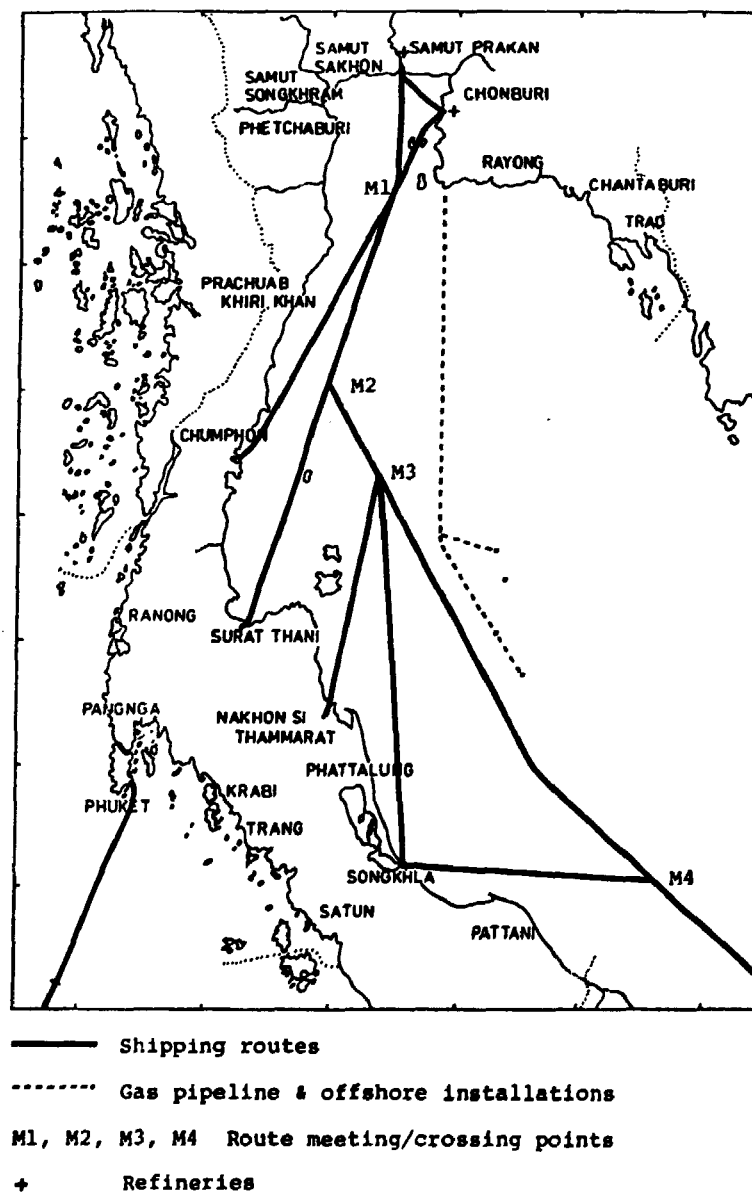 SAMUT PRAKAN
SAMUT
SAKHON
SAMUT
SONGKHRAM
CHONBURI
PHETCHABURI
RAYONG
M1
CHANTABURI
TRAD
PRACHUAB
KHIRI KHAN
M2
CHUMPHON
M3
RANONG
SURAT THANI
PANGNGA
NAKHON SI
THAMMARAT
PHATTALUNG
PHUKET
KRABI
TRANG
SONGKHLA
M4
SATUN
PATTANI
Shipping routes
Gas pipeline & offshore installations
M1, M2, M3, M4 Route meeting/crossing points
+ Refineries